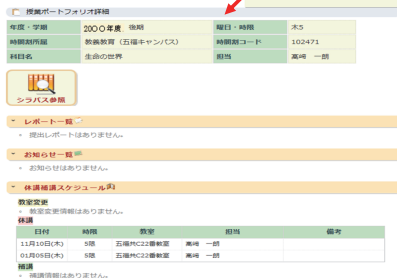 授業ポートフォリオ詳細
年度・学期 20〇〇年度 後期 曜日・時限 木5
時間割所属 教養教育（五福キャンパス） 時間割コード 102471
科目名 生命の世界 担当 高崎 一朗
シラバス参照
レポート一覧
提出レポートはありません。
お知らせ一覧
お知らせはありません。
休講補講スケジュール
教室変更
教室変更情報はありません。
休講
日付 時限 教室 担当 備考
11月10日(木) 5限 五福共C22番教室 高崎 一朗
01月05日(木) 5限 五福共C22番教室 高崎 一朗
補講
補講情報はありません。